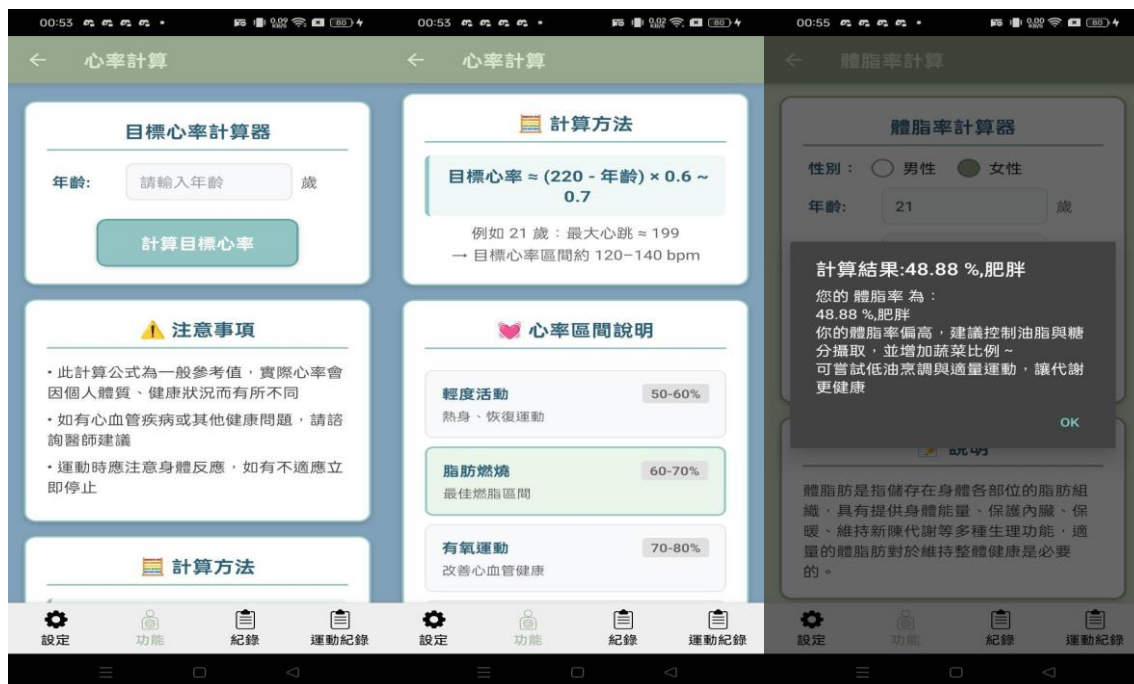 00:53
0.09 KB/S
80
心率計算
目標心率計算器
年齡:
請輸入年齡
歲
計算目標心率
注意事項
•此計算公式為一般參考值，實際心率會
因個人體質、健康狀況而有所不同
•如有心血管疾病或其他健康問題，請諮
詢醫師建議
•運動時應注意身體反應，如有不適應立
即停止
計算方法
設定
功能
紀錄
運動紀錄
00:53
0.02 KB/S
80
心率計算
計算方法
目標心率 ≈ (220 - 年齡) × 0.6 ~
0.7
例如 21 歲：最大心跳 ≈ 199
→ 目標心率區間約 120–140 bpm
心率區間說明
輕度活動
50-60%
熱身、恢復運動
脂肪燃燒
60-70%
最佳燃脂區間
有氧運動
70-80%
改善心血管健康
設定
功能
紀錄
運動紀錄
00:55
0.00 KB/S
80
體脂率計算
體脂率計算器
性別：
男性
女性
年齡:
21
歲
計算結果:48.88 %,肥胖
您的 體脂率 為：
48.88 %,肥胖
你的體脂率偏高，建議控制油脂與糖
分攝取，並增加蔬菜比例 ~
可嘗試低油烹調與適量運動，讓代謝
更健康
OK
說明
體脂肪是指儲存在身體各部位的脂肪組
織，具有提供身體能量、保護內臟、保
暖、維持新陳代謝等多種生理功能，適
量的體脂肪對於維持整體健康是必要
的。
設定
功能
紀錄
運動紀錄